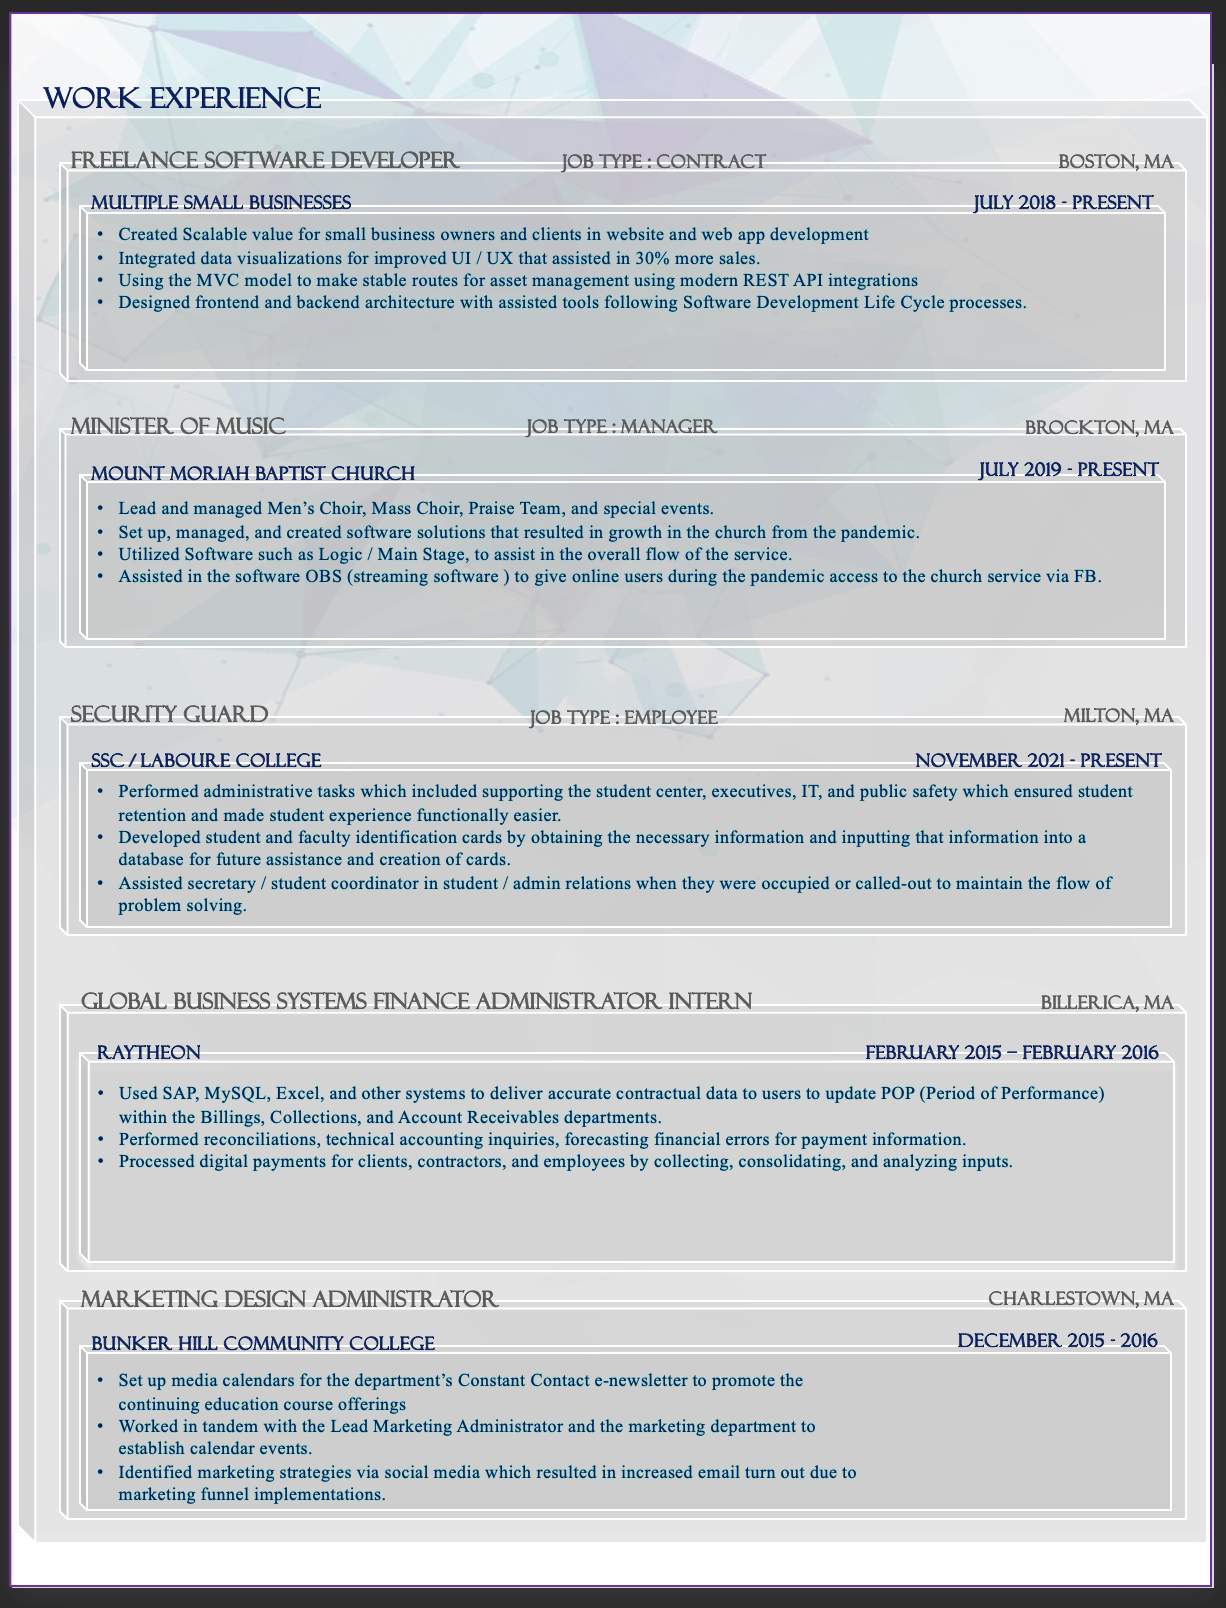 WORK EXPERIENCE
FREELANCE SOFTWARE DEVELOPER JOB TYPE : CONTRACT BOSTON, MA
MULTIPLE SMALL BUSINESSES JULY 2018 - PRESENT
• Created Scalable value for small business owners and clients in website and web app development
• Integrated data visualizations for improved UI / UX that assisted in 30% more sales.
• Using the MVC model to make stable routes for asset management using modern REST API integrations
• Designed frontend and backend architecture with assisted tools following Software Development Life Cycle processes.
MINISTER OF MUSIC JOB TYPE : MANAGER BROCKTON, MA
MOUNT MORIAH BAPTIST CHURCH JULY 2019 - PRESENT
• Lead and managed Men's Choir, Mass Choir, Praise Team, and special events.
• Set up, managed, and created software solutions that resulted in growth in the church from the pandemic.
• Utilized Software such as Logic / Main Stage, to assist in the overall flow of the service.
• Assisted in the software OBS (streaming software ) to give online users during the pandemic access to the church service via FB.
SECURITY GUARD JOB TYPE : EMPLOYEE MILTON, MA
SSC / LABOURE COLLEGE NOVEMBER 2021 - PRESENT
• Performed administrative tasks which included supporting the student center, executives, IT, and public safety which ensured student
retention and made student experience functionally easier.
• Developed student and faculty identification cards by obtaining the necessary information and inputting that information into a
database for future assistance and creation of cards.
• Assisted secretary / student coordinator in student / admin relations when they were occupied or called-out to maintain the flow of
problem solving.
GLOBAL BUSINESS SYSTEMS FINANCE ADMINISTRATOR INTERN BILLERICA, MA
RAYTHEON FEBRUARY 2015 – FEBRUARY 2016
• Used SAP, MySQL, Excel, and other systems to deliver accurate contractual data to users to update POP (Period of Performance)
within the Billings, Collections, and Account Receivables departments.
• Performed reconciliations, technical accounting inquiries, forecasting financial errors for payment information.
• Processed digital payments for clients, contractors, and employees by collecting, consolidating, and analyzing inputs.
MARKETING DESIGN ADMINISTRATOR CHARLESTOWN, MA
BUNKER HILL COMMUNITY COLLEGE DECEMBER 2015 - 2016
• Set up media calendars for the department's Constant Contact e-newsletter to promote the
continuing education course offerings
• Worked in tandem with the Lead Marketing Administrator and the marketing department to
establish calendar events.
• Identified marketing strategies via social media which resulted in increased email turn out due to
marketing funnel implementations.